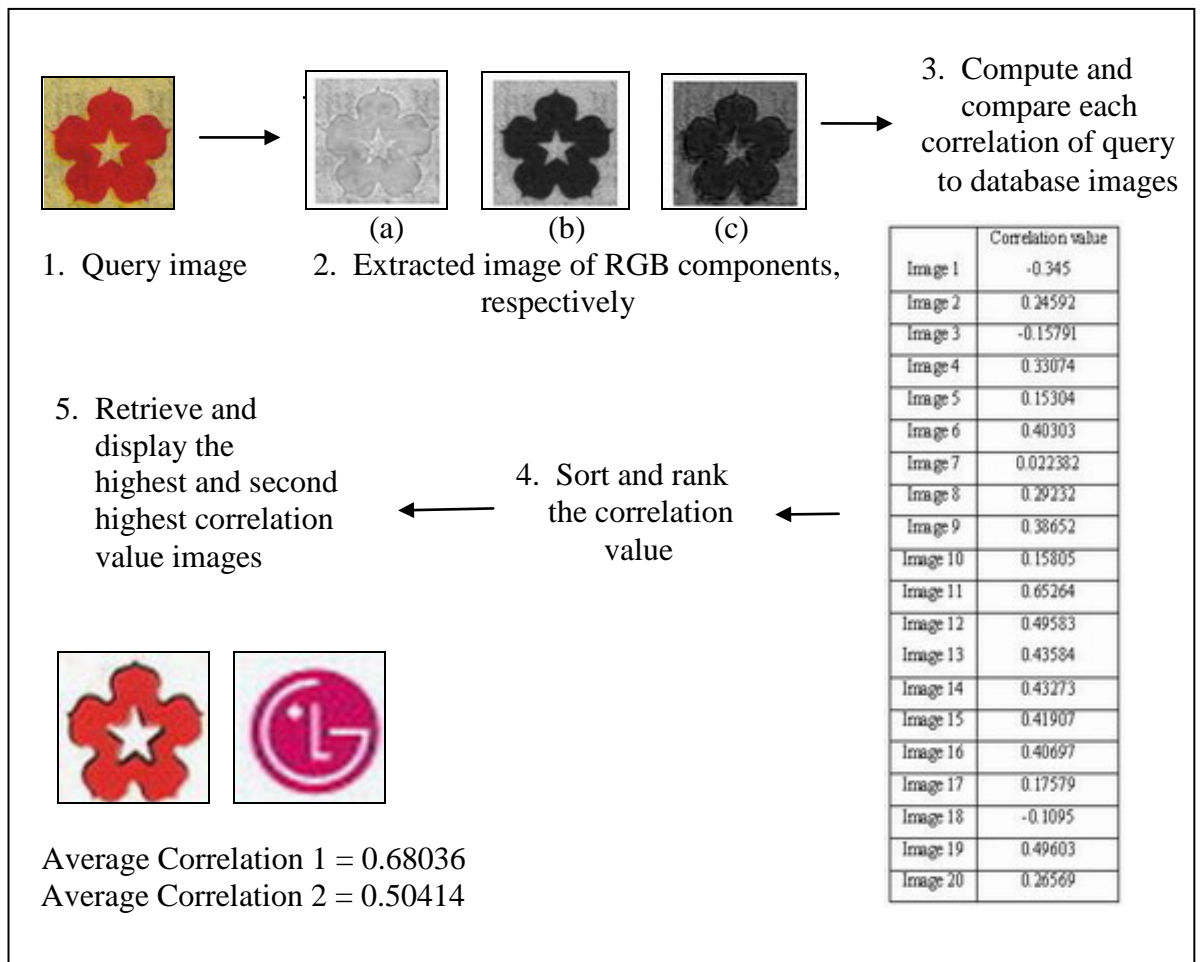 1. Query image
(a) (b) (c)
2. Extracted image of RGB components,
respectively
3. Compute and
compare each
correlation of query
to database images
Correlation value
Image 1 -0.345
Image 2 0.24592
Image 3 -0.15791
Image 4 0.33074
Image 5 0.15304
Image 6 0.40303
Image 7 0.022382
Image 8 0.29232
Image 9 0.38652
Image 10 0.15805
Image 11 0.65264
Image 12 0.49583
Image 13 0.43584
Image 14 0.43273
Image 15 0.41907
Image 16 0.40697
Image 17 0.17579
Image 18 -0.1095
Image 19 0.49603
Image 20 0.26569
4. Sort and rank
the correlation
value
5. Retrieve and
display the
highest and second
highest correlation
value images
LG
Average Correlation 1 = 0.68036
Average Correlation 2 = 0.50414